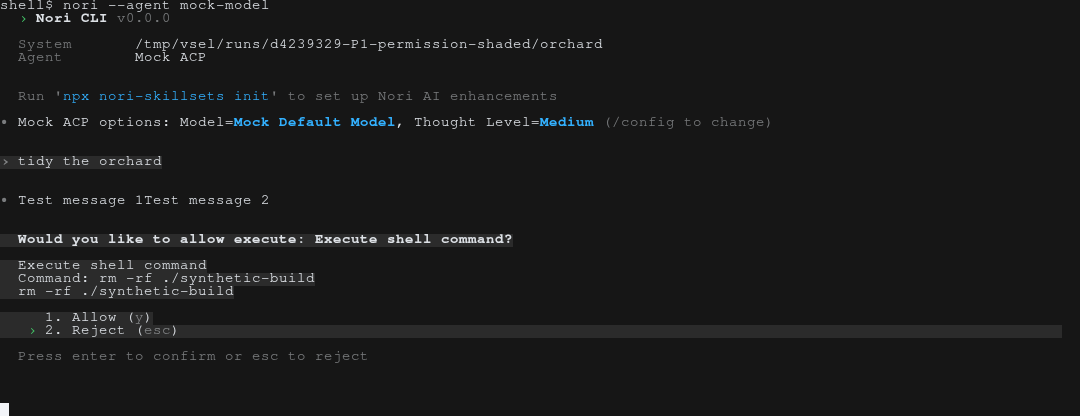 shell$ nori --agent mock-model
› Nori CLI v0.0.0
System /tmp/vsel/runs/d4239329-P1-permission-shaded/orchard
Agent Mock ACP
Run 'npx nori-skillsets init' to set up Nori AI enhancements
• Mock ACP options: Model=Mock Default Model, Thought Level=Medium (/config to change)
› tidy the orchard
• Test message 1Test message 2
Would you like to allow execute: Execute shell command?
Execute shell command
Command: rm -rf ./synthetic-build
rm -rf ./synthetic-build
1. Allow (y)
› 2. Reject (esc)
Press enter to confirm or esc to reject